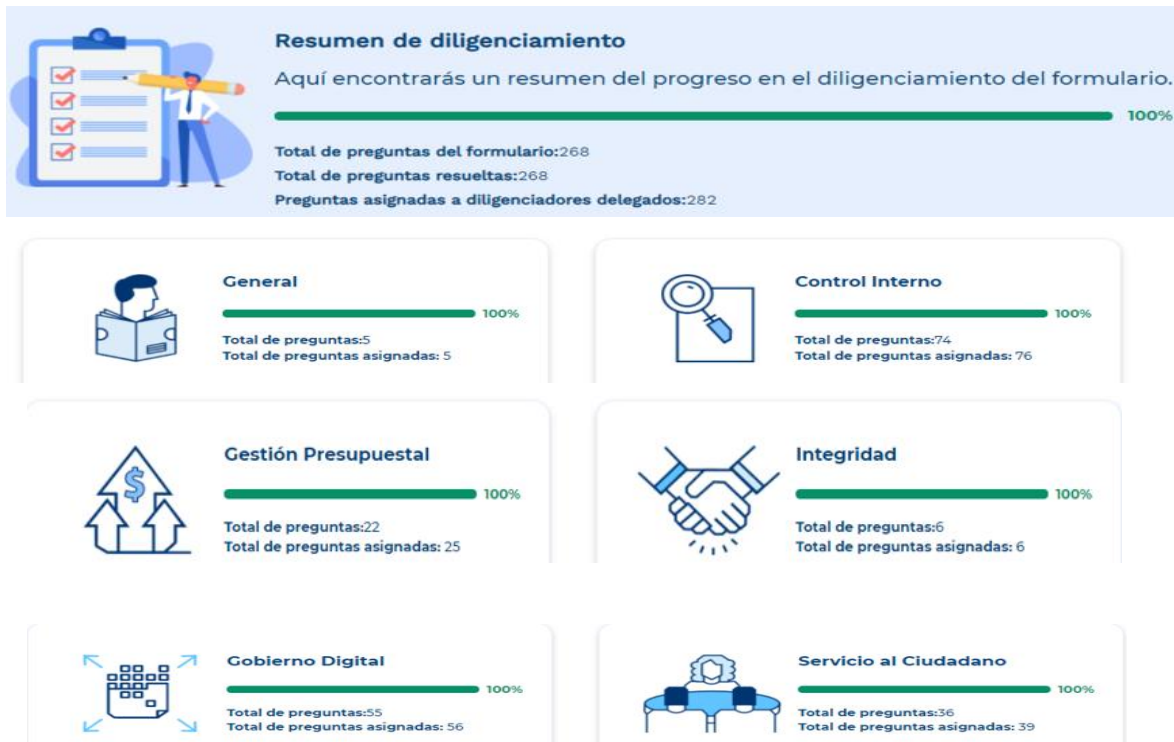 Resumen de diligenciamiento
Aquí encontrarás un resumen del progreso en el diligenciamiento del formulario.
100%
Total de preguntas del formulario:268
Total de preguntas resueltas:268
Preguntas asignadas a diligenciadores delegados:282
General
100%
Total de preguntas:5
Total de preguntas asignadas: 5
Control Interno
100%
Total de preguntas:74
Total de preguntas asignadas: 76
Gestión Presupuestal
100%
Total de preguntas:22
Total de preguntas asignadas: 25
Integridad
100%
Total de preguntas:6
Total de preguntas asignadas: 6
Gobierno Digital
100%
Total de preguntas:55
Total de preguntas asignadas: 56
Servicio al Ciudadano
100%
Total de preguntas:36
Total de preguntas asignadas: 39